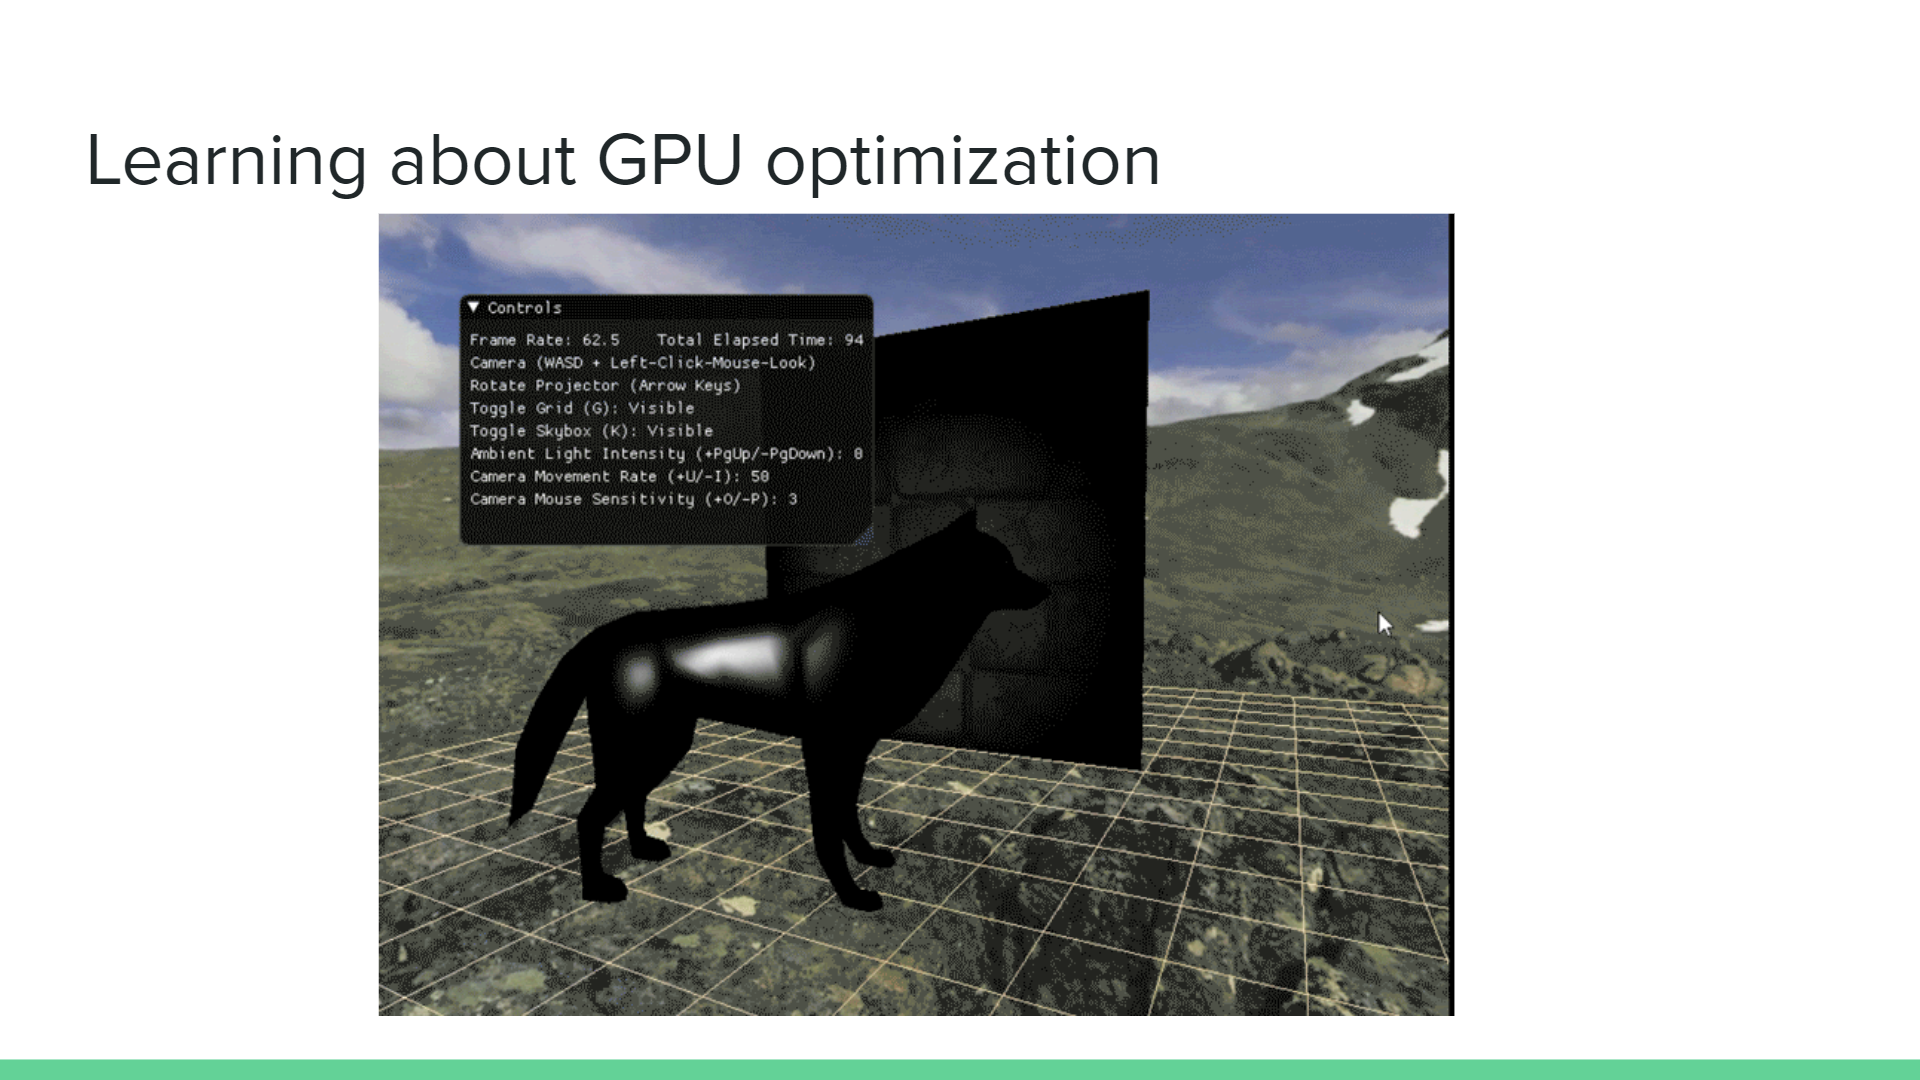 Learning about GPU optimization
Controls
Frame Rate: 62.5 Total Elapsed Time: 94
Camera (WASD + Left-Click-Mouse-Look)
Rotate Projector (Arrow Keys)
Toggle Grid (G): Visible
Toggle Skybox (K): Visible
Ambient Light Intensity (+PgUp/-PgDown): 0
Camera Movement Rate (+U/-I): 50
Camera Mouse Sensitivity (+O/-P): 3